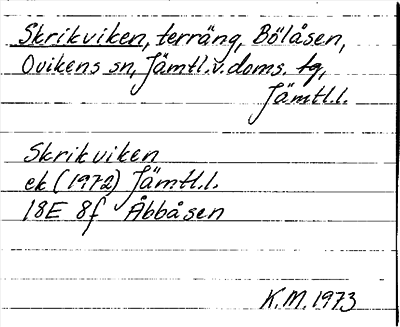 Skrikviken, terräng, Bölåsen,
Ovikens sn, Jämtl.v.doms. tg,
Jämtl.l.
Skrikviken
ek (1972) Jämtl.l.
18E 8f Åbbåsen
K.M. 1973